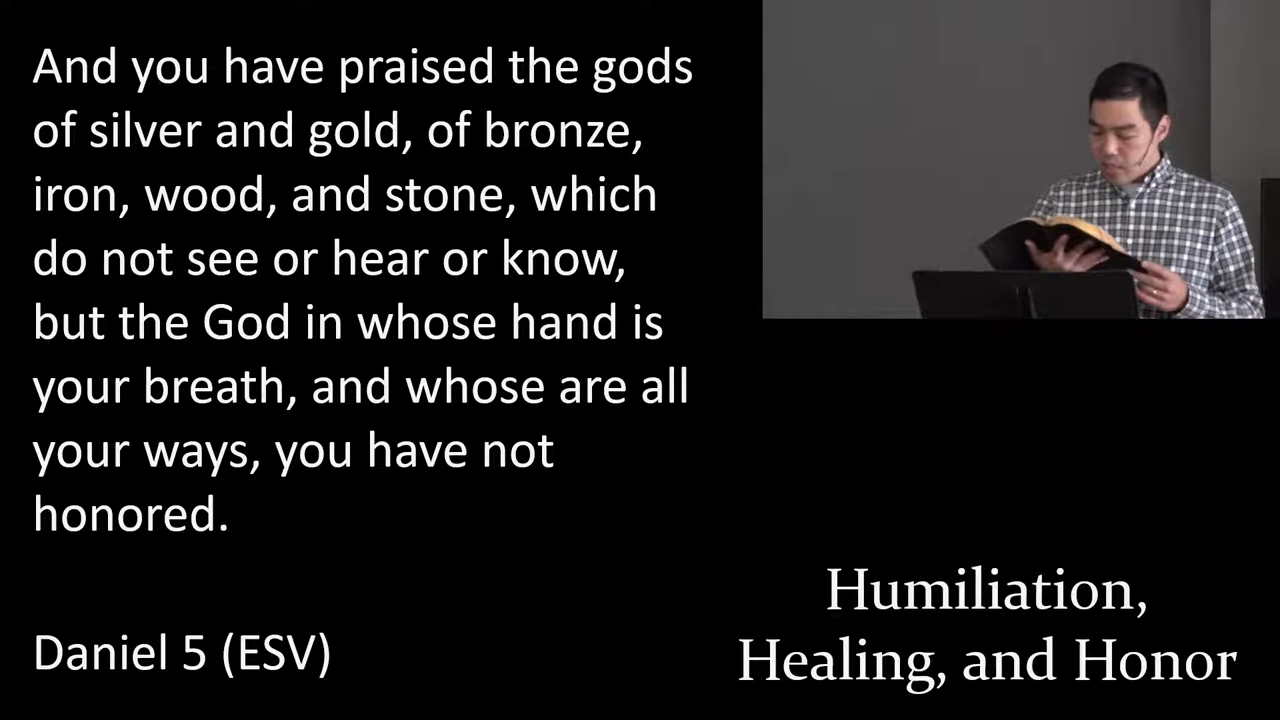 And you have praised the gods
of silver and gold, of bronze,
iron, wood, and stone, which
do not see or hear or know,
but the God in whose hand is
your breath, and whose are all
your ways, you have not
honored.
Daniel 5 (ESV)
Humiliation,
Healing, and Honor